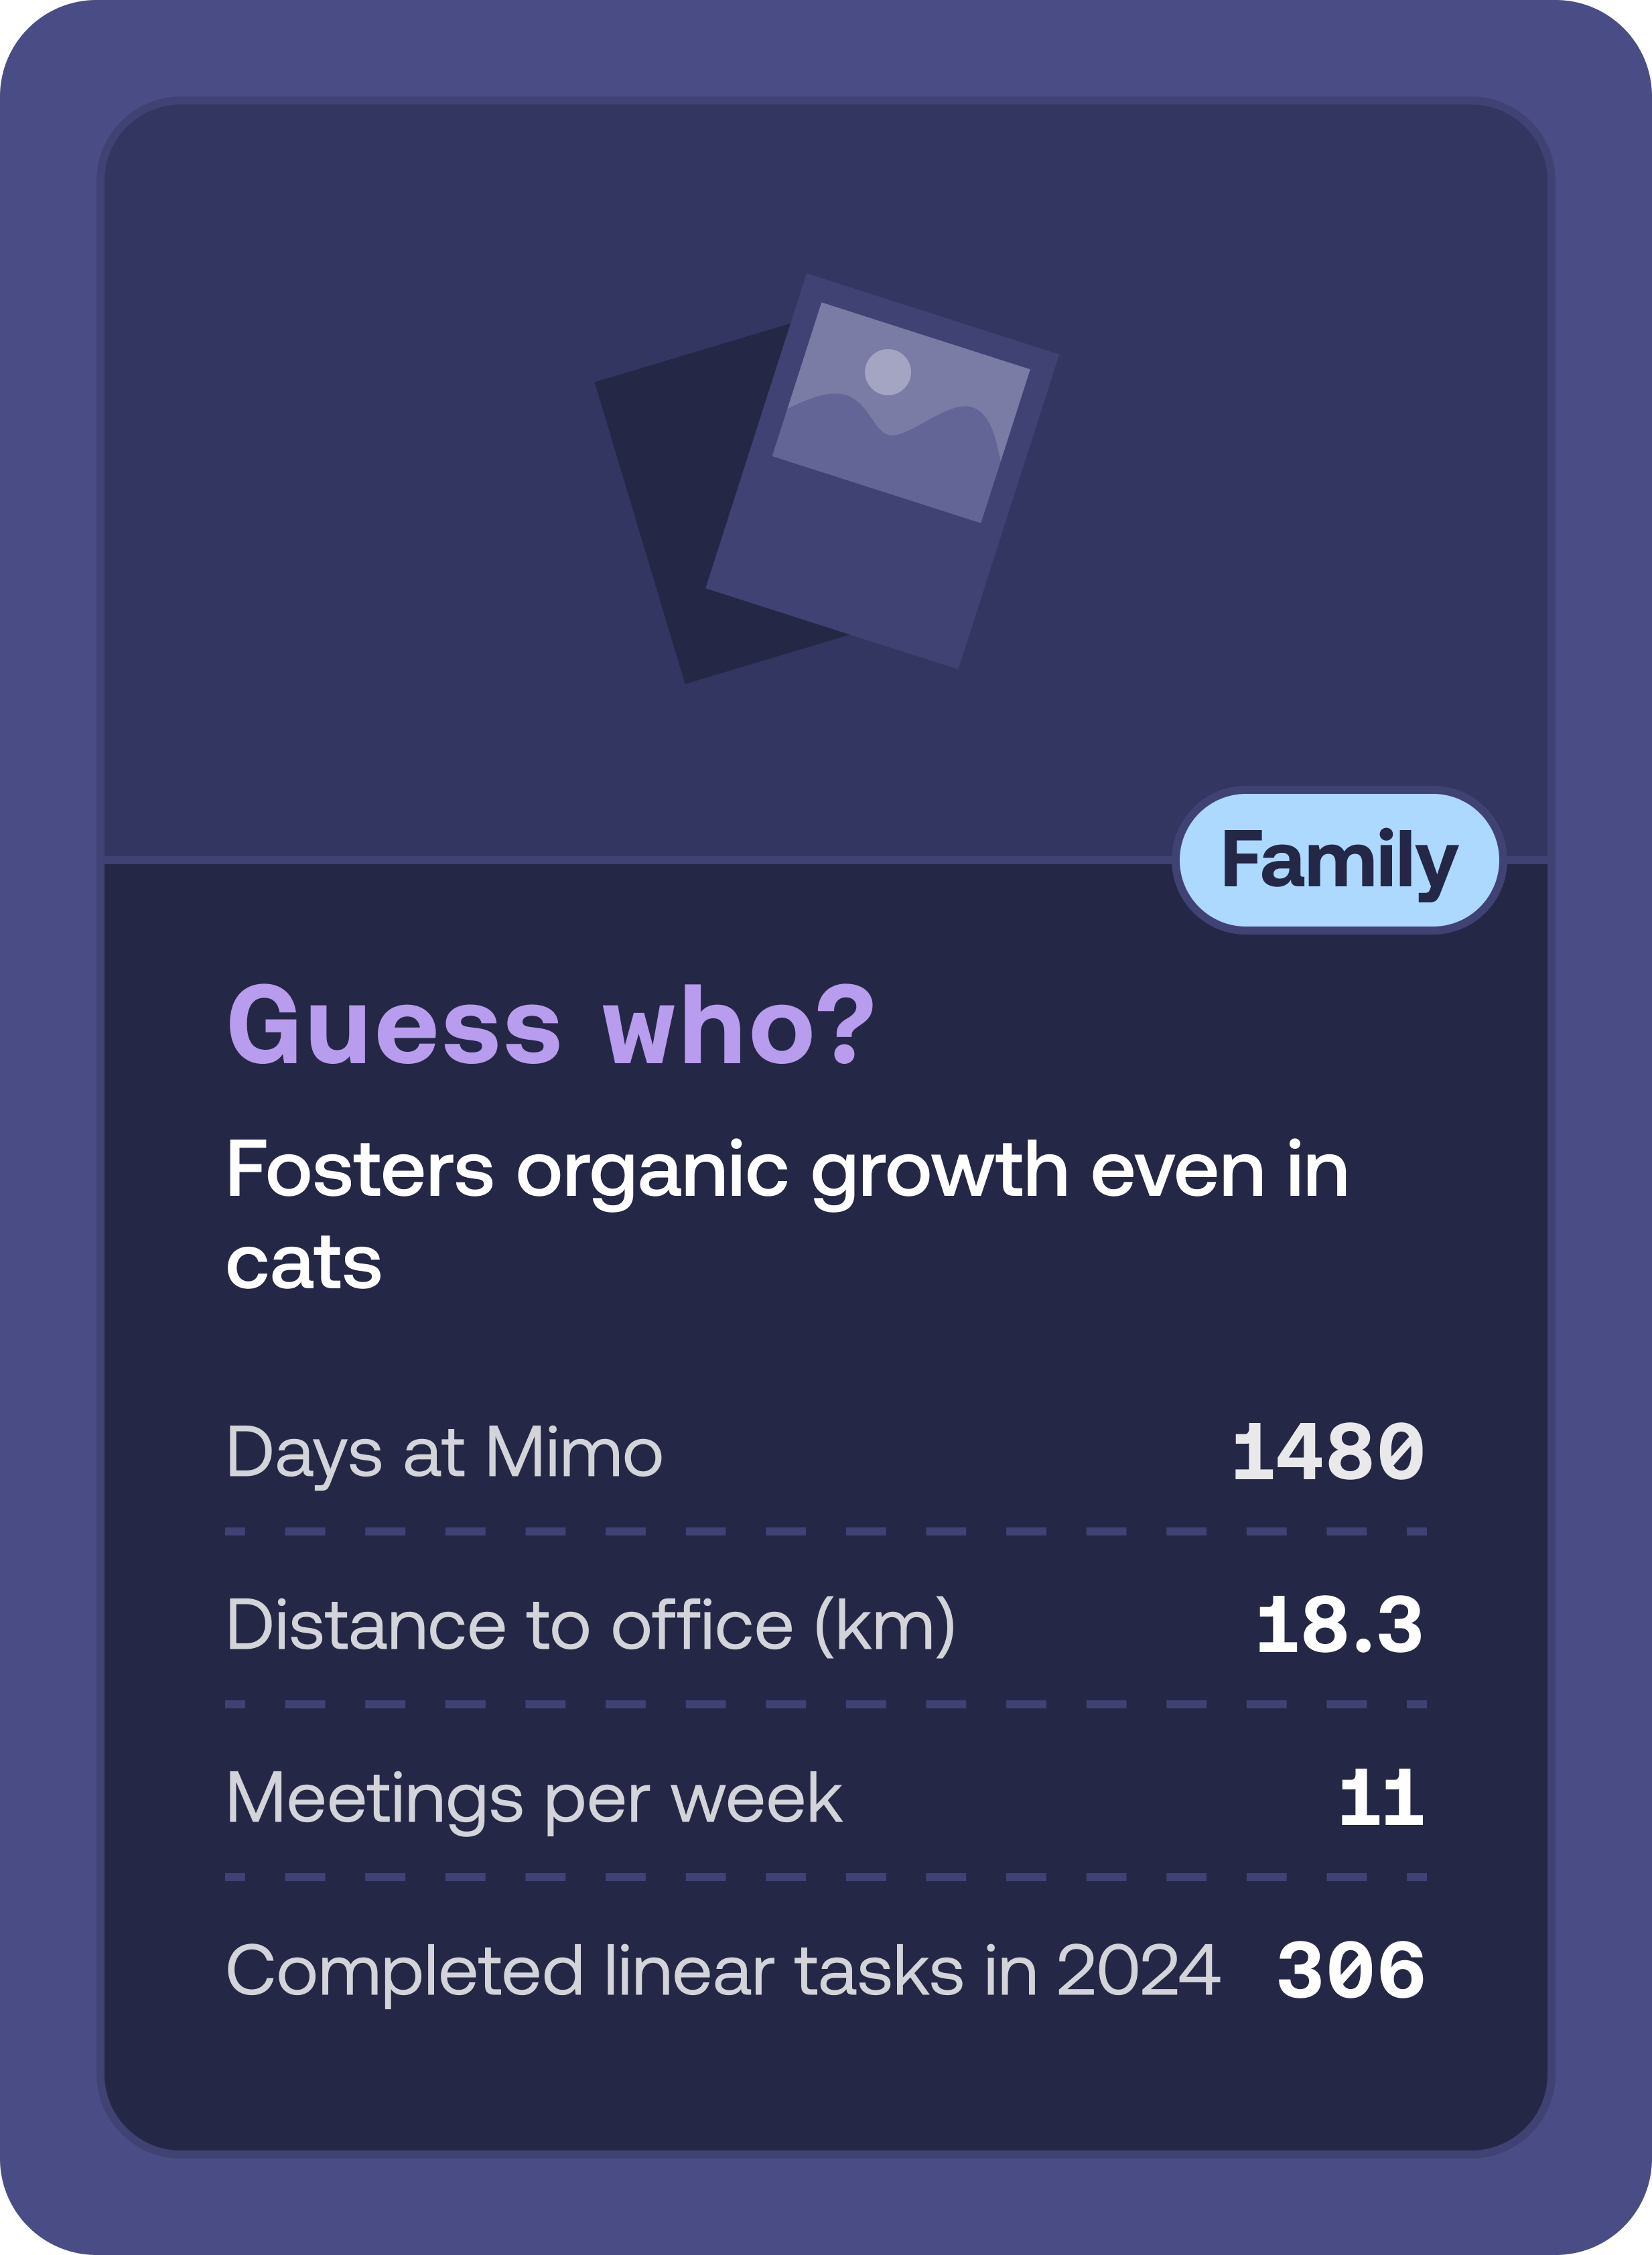 Family
Guess who?
Fosters organic growth even in
cats
Days at Mimo 1480
Distance to office (km) 18.3
Meetings per week 11
Completed linear tasks in 2024 306